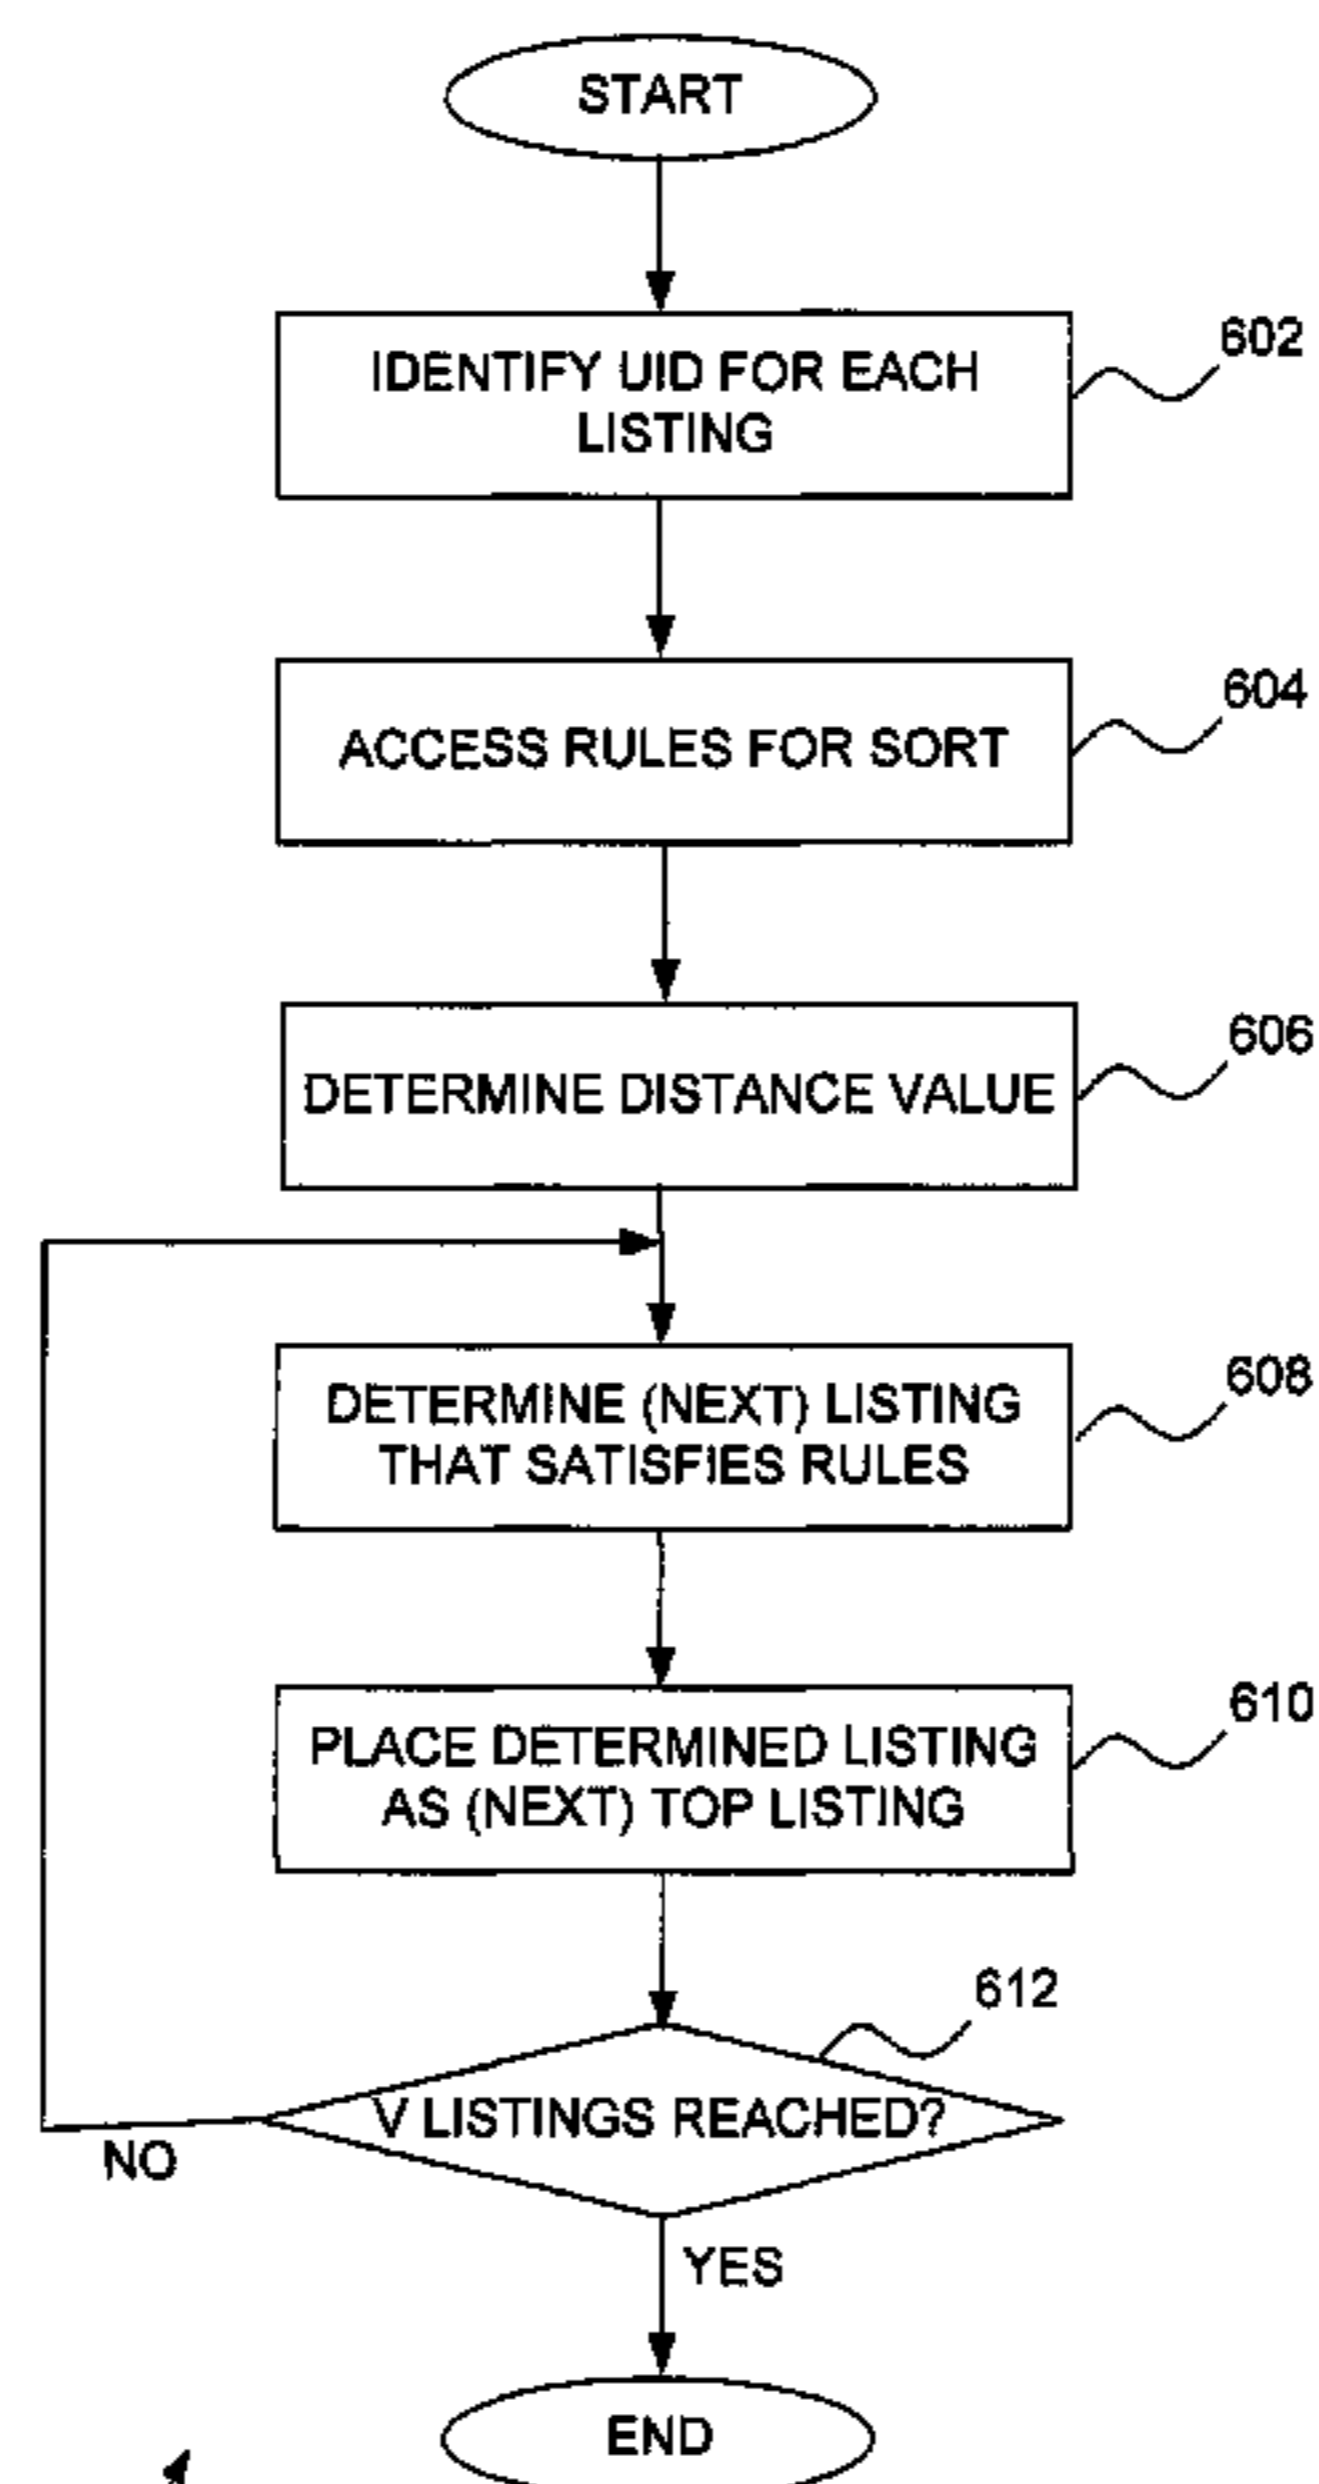 START
IDENTIFY UID FOR EACH
LISTING
602
ACCESS RULES FOR SORT
604
DETERMINE DISTANCE VALUE
606
DETERMINE (NEXT) LISTING
THAT SATISFIES RULES
608
PLACE DETERMINED LISTING
AS (NEXT) TOP LISTING
610
612
V LISTINGS REACHED?
NO
YES
END